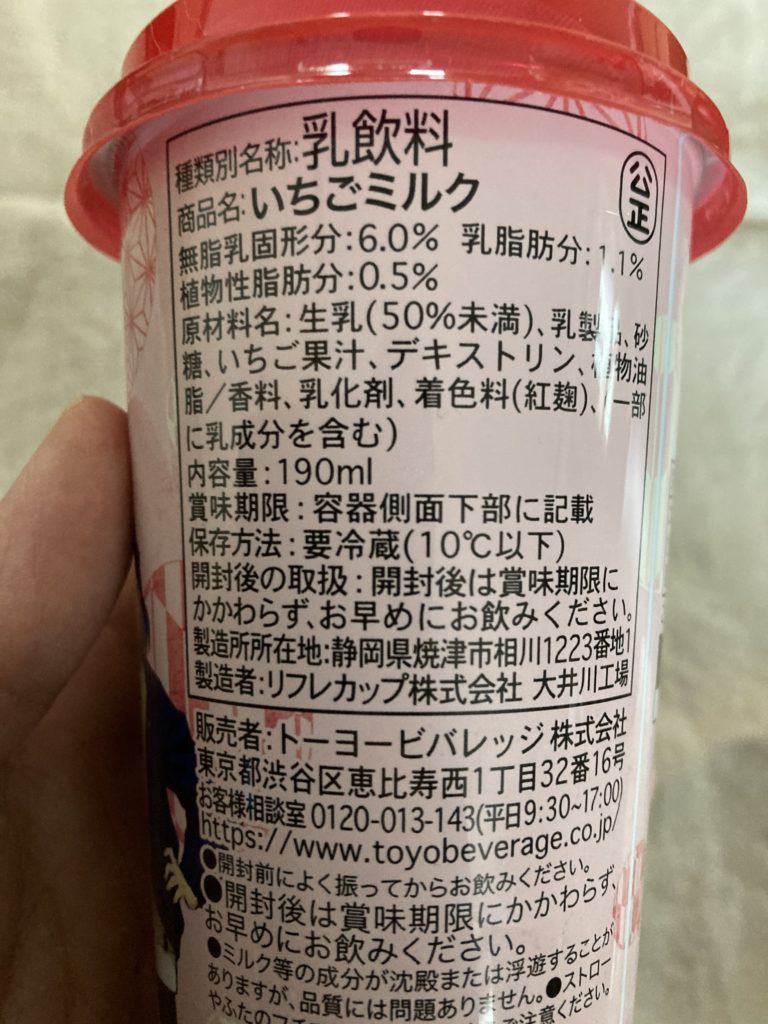 種類別名称:乳飲料
公正
商品名:いちごミルク
無脂乳固形分:6.0% 乳脂肪分:1.1%
植物性脂肪分:0.5%
原材料名:生乳(50%未満)、乳製品、砂
糖、いちご果汁、デキストリン、植物油
脂/香料、乳化剤、着色料(紅麹)、(一部
に乳成分を含む)
内容量:190ml
賞味期限:容器側面下部に記載
保存方法:要冷蔵(10℃以下)
開封後の取扱:開封後は賞味期限に
かかわらず、お早めにお飲みください。
製造所所在地:静岡県焼津市相川1223番地1
製造者:リフレカップ株式会社 大井川工場
販売者:トーヨービバレッジ株式会社
東京都渋谷区恵比寿西1丁目32番16号
お客様相談室 0120-013-143(平日9:30~17:00)
https://www.toyobeverage.co.jp/
●開封前によく振ってからお飲みください。
●開封後は賞味期限にかかわらず、
お早めにお飲みください。
●ミルク等の成分が沈殿または浮遊することが
ありますが、品質には問題ありません。●ストロー
やふたのフチ ご注意ください。